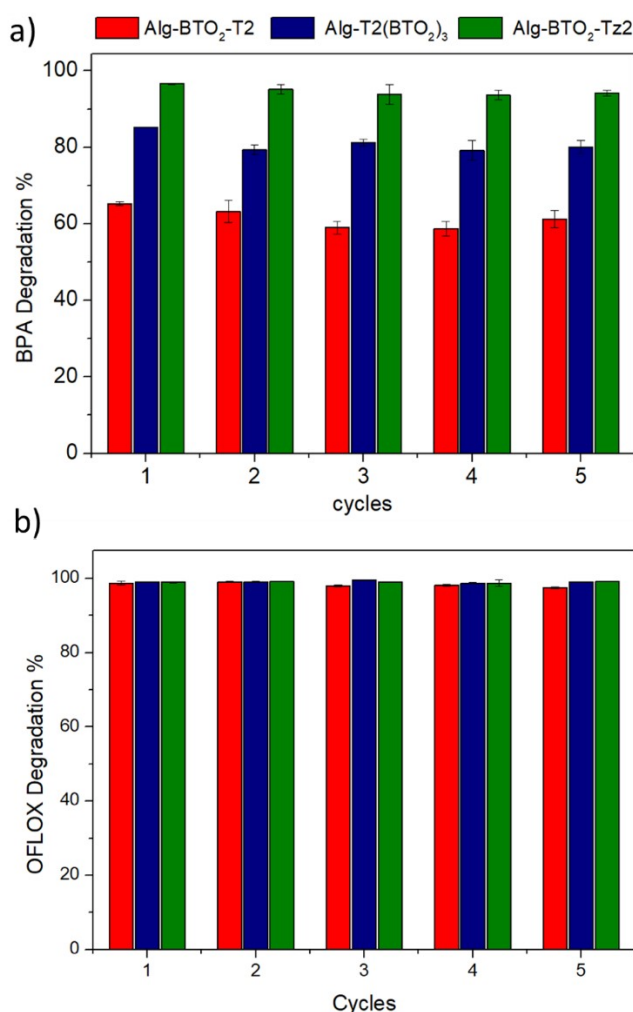 a)
Alg-BTO₂-T2 Alg-T2(BTO₂)₃ Alg-BTO₂-Tz2
100
80
60
40
20
0
BPA Degradation %
1 2 3 4 5
cycles
b)
100
80
60
40
20
0
OFLOX Degradation %
1 2 3 4 5
Cycles